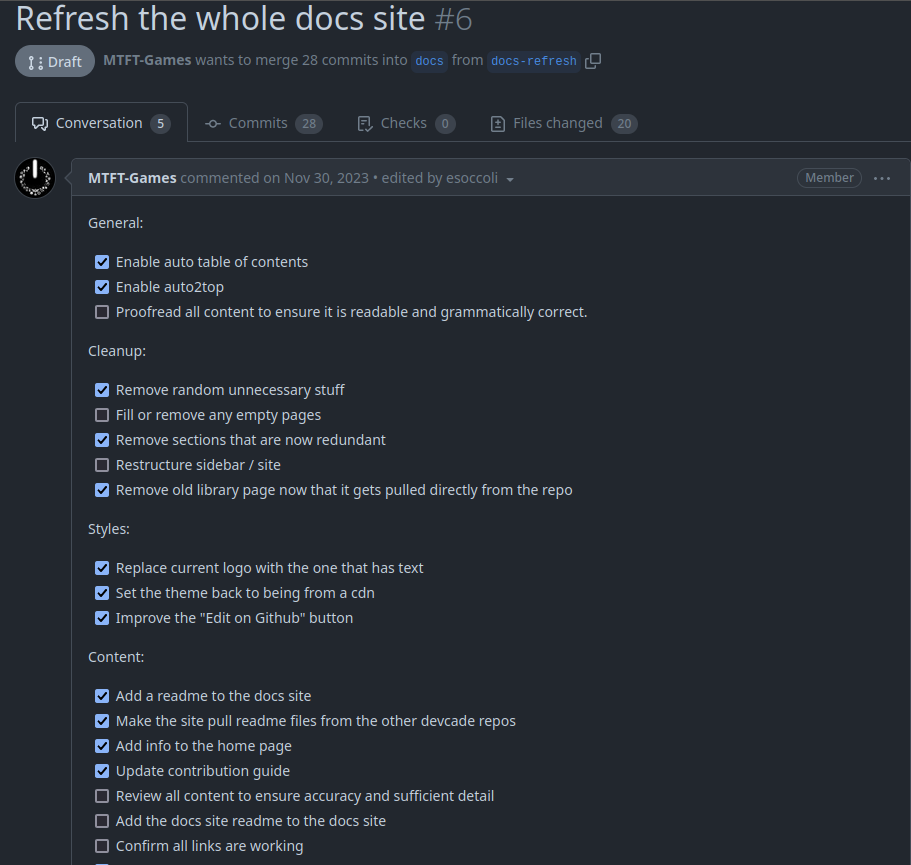 Refresh the whole docs site #6
Draft MTFT-Games wants to merge 28 commits into docs from docs-refresh
Conversation 5 Commits 28 Checks 0 Files changed 20
MTFT-Games commented on Nov 30, 2023 • edited by esoccoli Member
General:
Enable auto table of contents
Enable auto2top
Proofread all content to ensure it is readable and grammatically correct.
Cleanup:
Remove random unnecessary stuff
Fill or remove any empty pages
Remove sections that are now redundant
Restructure sidebar / site
Remove old library page now that it gets pulled directly from the repo
Styles:
Replace current logo with the one that has text
Set the theme back to being from a cdn
Improve the "Edit on Github" button
Content:
Add a readme to the docs site
Make the site pull readme files from the other devcade repos
Add info to the home page
Update contribution guide
Review all content to ensure accuracy and sufficient detail
Add the docs site readme to the docs site
Confirm all links are working